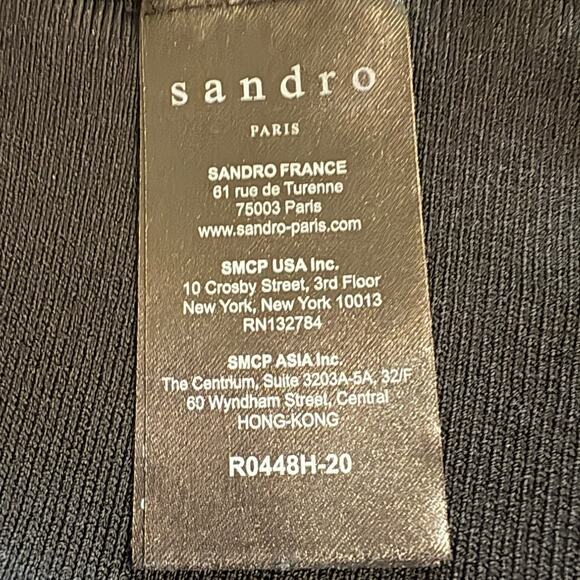 sandro
PARIS
SANDRO FRANCE
61 rue de Turenne
75003 Paris
www.sandro-paris.com
SMCP USA Inc.
10 Crosby Street, 3rd Floor
New York, New York 10013
RN132784
SMCP ASIA Inc.
The Centrium, Suite 3203A-5A, 32/F
60 Wyndham Street, Central
HONG-KONG
R0448H-20